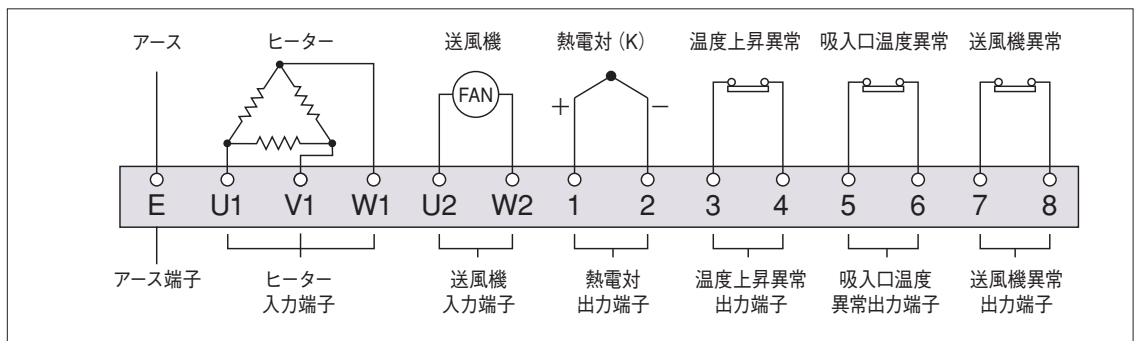 アース ヒーター 送風機 熱電対（K） 温度上昇異常 吸入口温度異常 送風機異常
FAN
+ −
E U1 V1 W1 U2 W2 1 2 3 4 5 6 7 8
アース端子 ヒーター 送風機 熱電対 温度上昇異常 吸入口温度 送風機異常
入力端子 入力端子 出力端子 出力端子 異常出力端子 出力端子